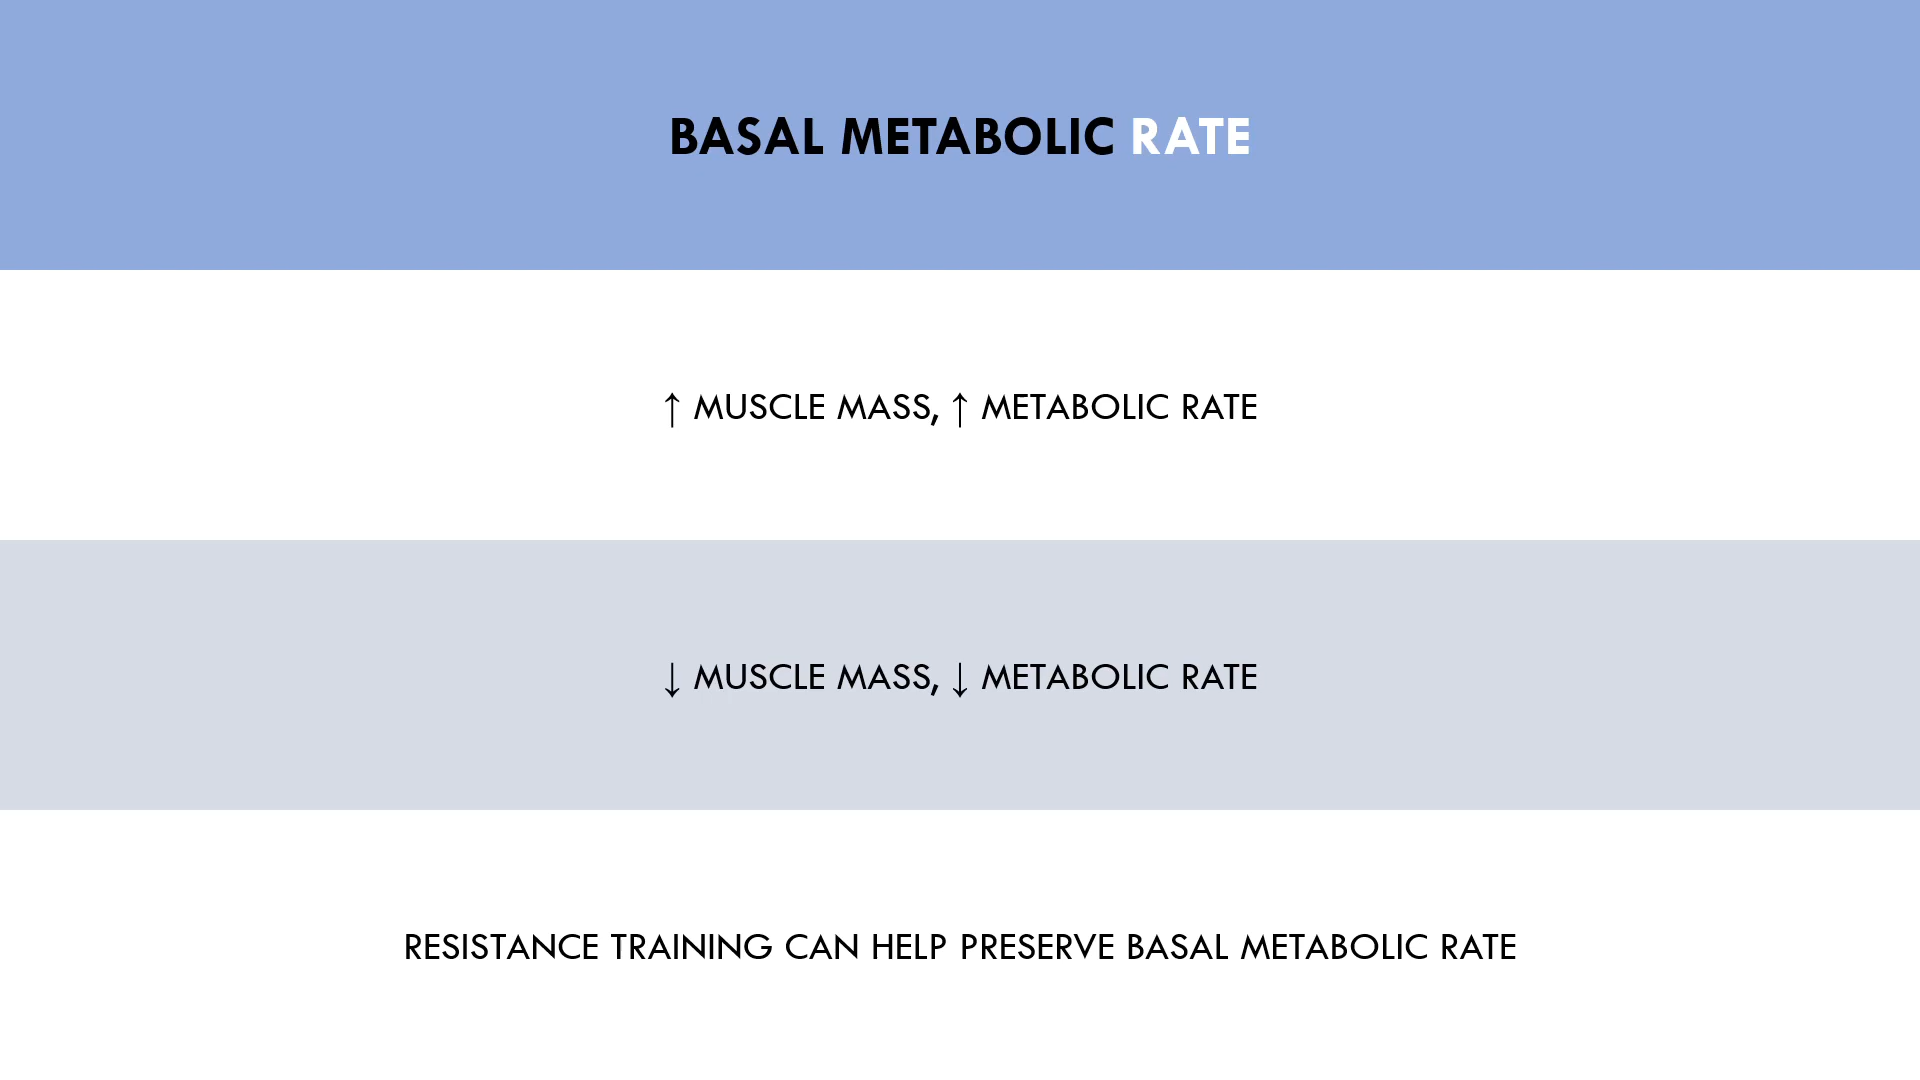 BASAL METABOLIC RATE
↑ MUSCLE MASS, ↑ METABOLIC RATE
↓ MUSCLE MASS, ↓ METABOLIC RATE
RESISTANCE TRAINING CAN HELP PRESERVE BASAL METABOLIC RATE